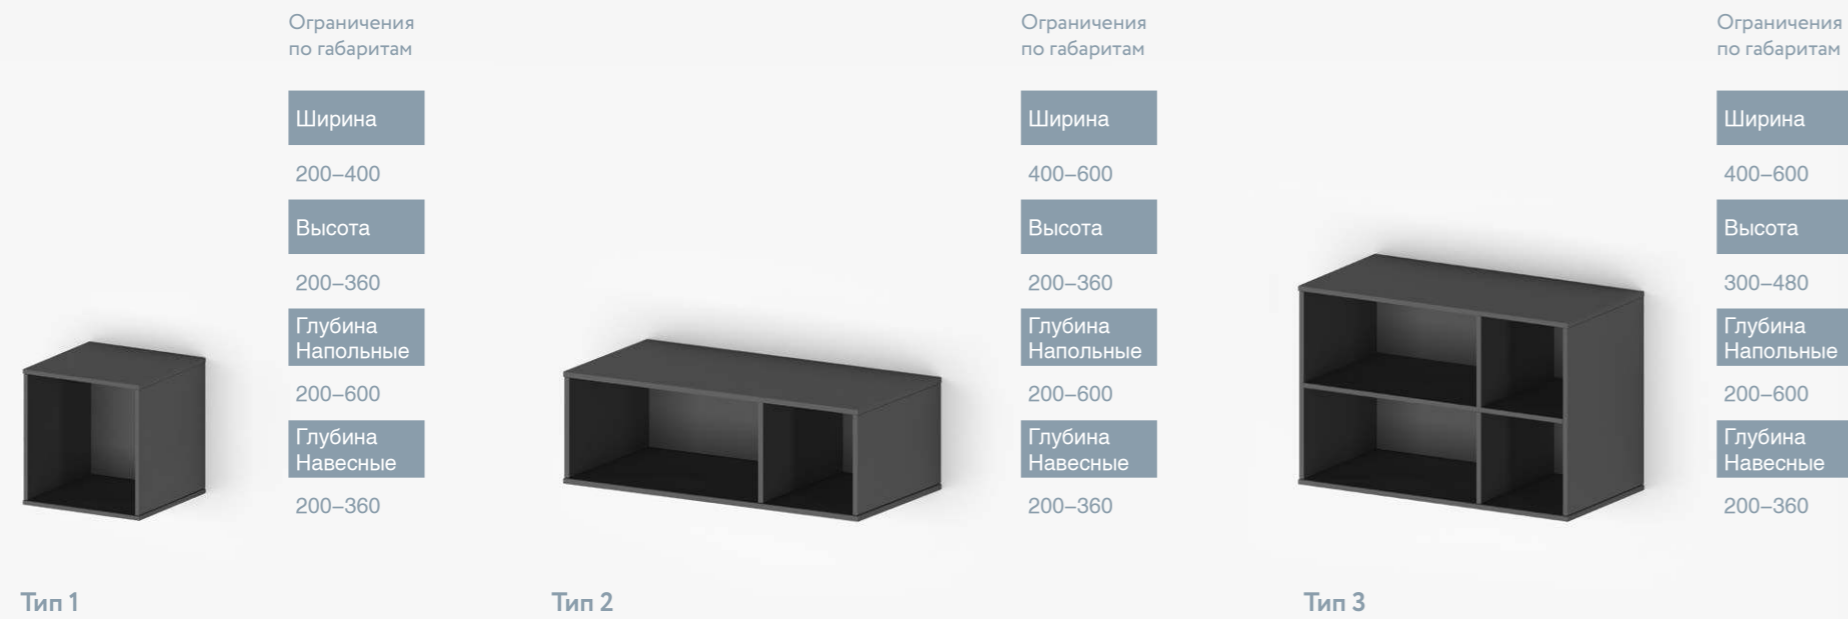 Ограничения
по габаритам
Ширина
200–400
Высота
200–360
Глубина
Напольные
200–600
Глубина
Навесные
200–360
Тип 1
Ограничения
по габаритам
Ширина
400–600
Высота
200–360
Глубина
Напольные
200–600
Глубина
Навесные
200–360
Тип 2
Ограничения
по габаритам
Ширина
400–600
Высота
300–480
Глубина
Напольные
200–600
Глубина
Навесные
200–360
Тип 3